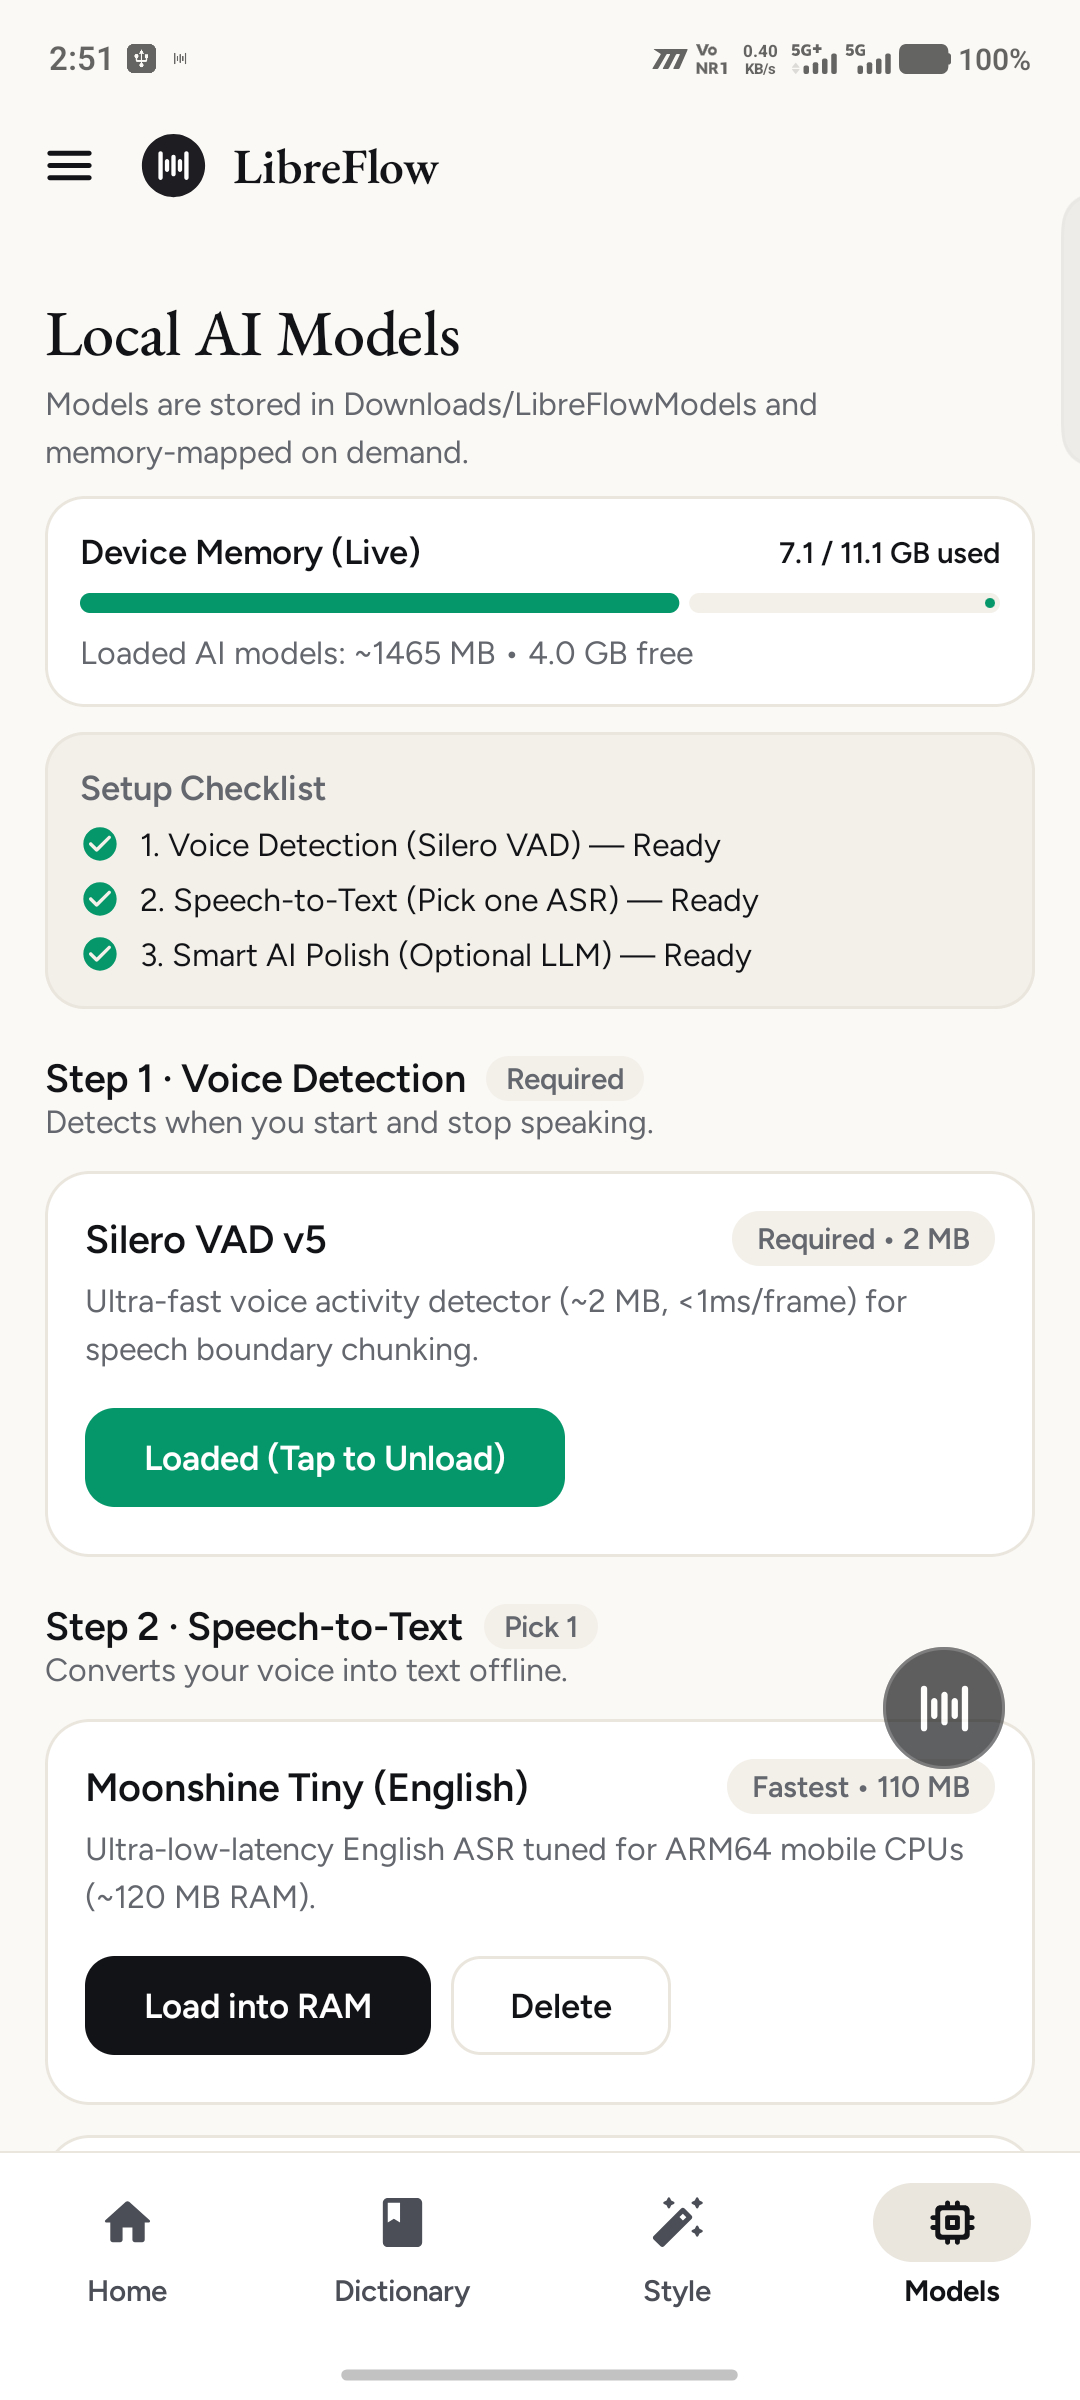 2:51
Vo
NR1
0.40
KB/s
5G+
5G
100%
LibreFlow
Local AI Models
Models are stored in Downloads/LibreFlowModels and
memory-mapped on demand.
Device Memory (Live)
7.1 / 11.1 GB used
Loaded AI models: ~1465 MB • 4.0 GB free
Setup Checklist
1. Voice Detection (Silero VAD) — Ready
2. Speech-to-Text (Pick one ASR) — Ready
3. Smart AI Polish (Optional LLM) — Ready
Step 1 · Voice Detection
Required
Detects when you start and stop speaking.
Silero VAD v5
Required • 2 MB
Ultra-fast voice activity detector (~2 MB, <1ms/frame) for
speech boundary chunking.
Loaded (Tap to Unload)
Step 2 · Speech-to-Text
Pick 1
Converts your voice into text offline.
Moonshine Tiny (English)
Fastest • 110 MB
Ultra-low-latency English ASR tuned for ARM64 mobile CPUs
(~120 MB RAM).
Load into RAM
Delete
Home
Dictionary
Style
Models